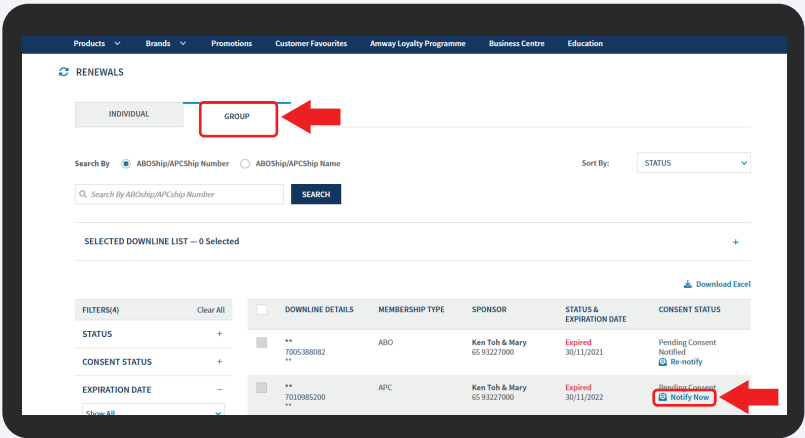 Products Brands Promotions Customer Favourites Amway Loyalty Programme Business Centre Education
RENEWALS
INDIVIDUAL GROUP
Search By ABOShip/APCShip Number ABOShip/APCShip Name Sort By: STATUS
Search By ABOship/APCship Number SEARCH
SELECTED DOWNLINE LIST — 0 Selected +
Download Excel
FILTERS(4) Clear All DOWNLINE DETAILS MEMBERSHIP TYPE SPONSOR STATUS & EXPIRATION DATE CONSENT STATUS
STATUS +
CONSENT STATUS +
EXPIRATION DATE −
Show All
** 7005388082 ** ABO Ken Toh & Mary 65 93227000 Expired 30/11/2021 Pending Consent Notified Re-notify
** 7010985200 ** APC Ken Toh & Mary 65 93227000 Expired 30/11/2022 Pending Consent Notify Now